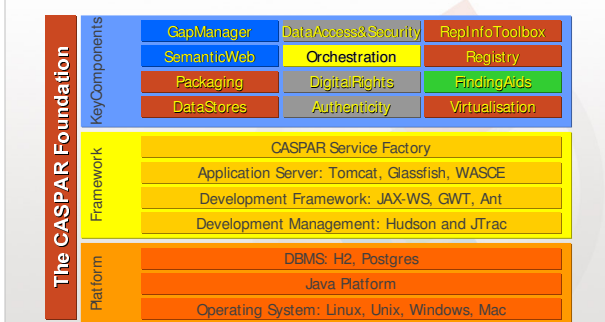 The CASPAR Foundation
KeyComponents
GapManager DataAccess&Security RepInfoToolbox
SemanticWeb Orchestration Registry
Packaging DigitalRights FindingAids
DataStores Authenticity Virtualisation
Framework
CASPAR Service Factory
Application Server: Tomcat, Glassfish, WASCE
Development Framework: JAX-WS, GWT, Ant
Development Management: Hudson and JTrac
Platform
DBMS: H2, Postgres
Java Platform
Operating System: Linux, Unix, Windows, Mac